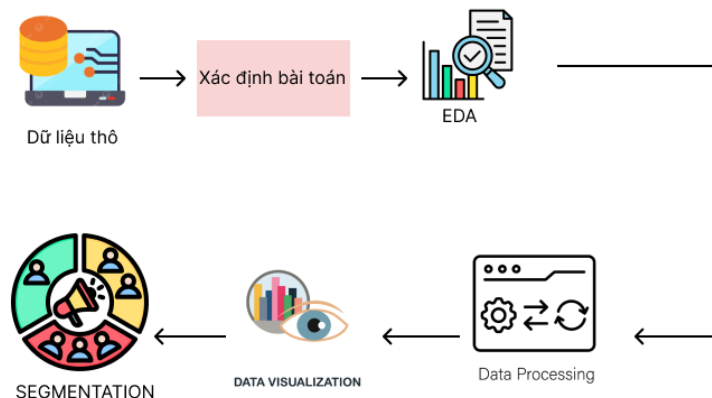 Xác định bài toán
EDA
Dữ liệu thô
Data Processing
DATA VISUALIZATION
SEGMENTATION